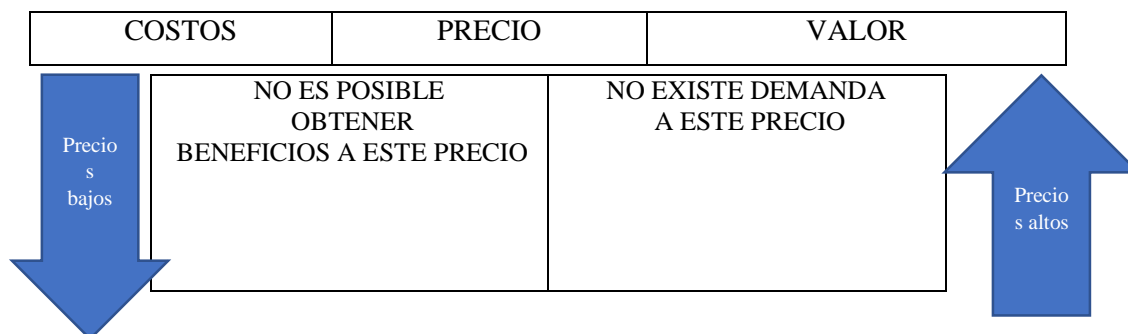 COSTOS
PRECIO
VALOR
Precio
s
bajos
NO ES POSIBLE
OBTENER
BENEFICIOS A ESTE PRECIO
NO EXISTE DEMANDA
A ESTE PRECIO
Precio
s altos